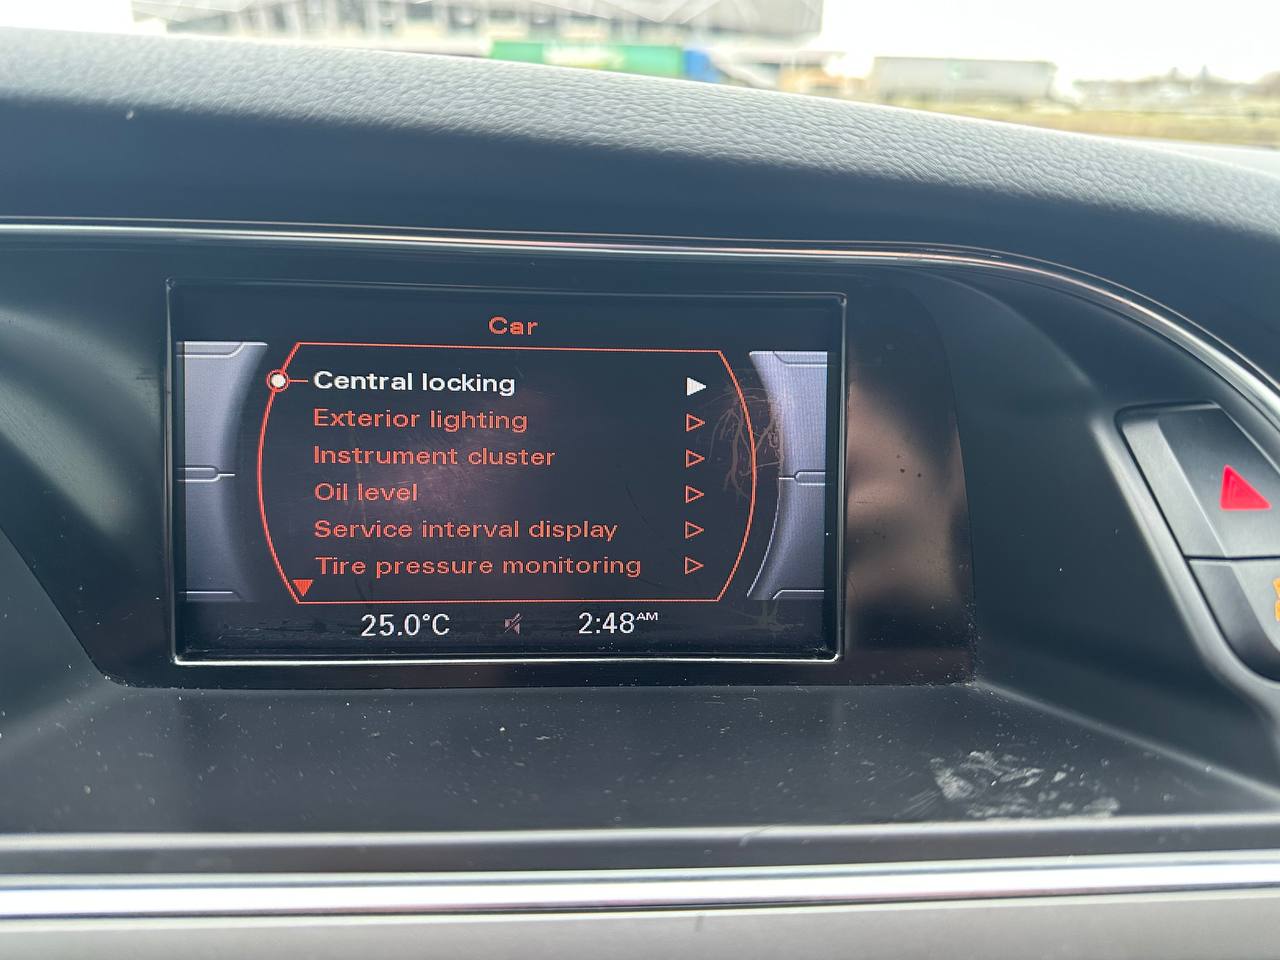 Car
Central locking
Exterior lighting
Instrument cluster
Oil level
Service interval display
Tire pressure monitoring
25.0°C 2:48AM